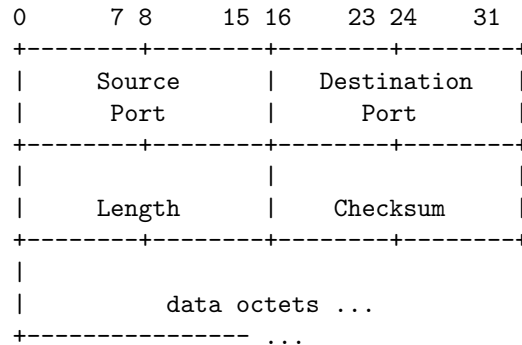 0 7 8 15 16 23 24 31
+--------+--------+--------+--------+
| Source | Destination |
| Port | Port |
+--------+--------+--------+--------+
| | |
| Length | Checksum |
+--------+--------+--------+--------+
|
| data octets ...
+---------------- ...